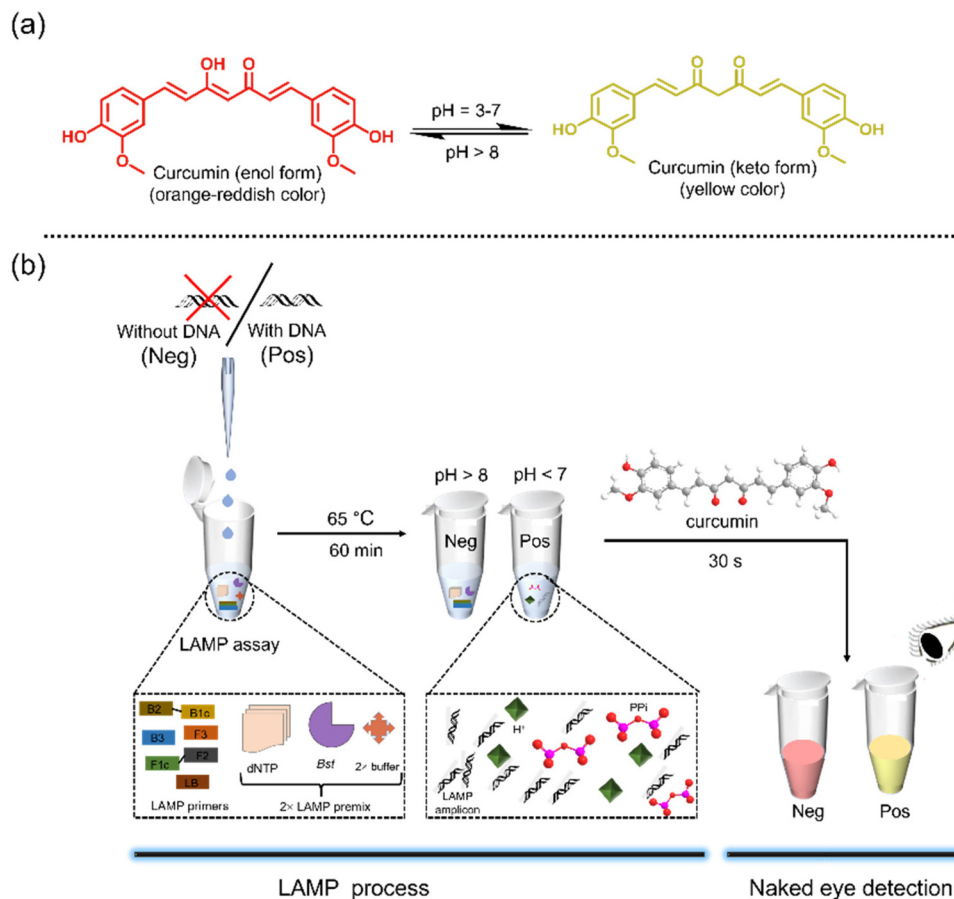 (a)
OH
O
HO
O
OH
O
Curcumin (enol form)
(orange-reddish color)
pH = 3-7
pH > 8
O
O
HO
O
OH
O
Curcumin (keto form)
(yellow color)
(b)
Without DNA
(Neg)
With DNA
(Pos)
65 °C
60 min
pH > 8
pH < 7
Neg
Pos
curcumin
30 s
LAMP assay
B2
B1c
B3
F3
F1c
F2
LB
LAMP primers
dNTP
Bst
2× buffer
2× LAMP premix
H+
PPi
LAMP
amplicon
Neg
Pos
LAMP process
Naked eye detection